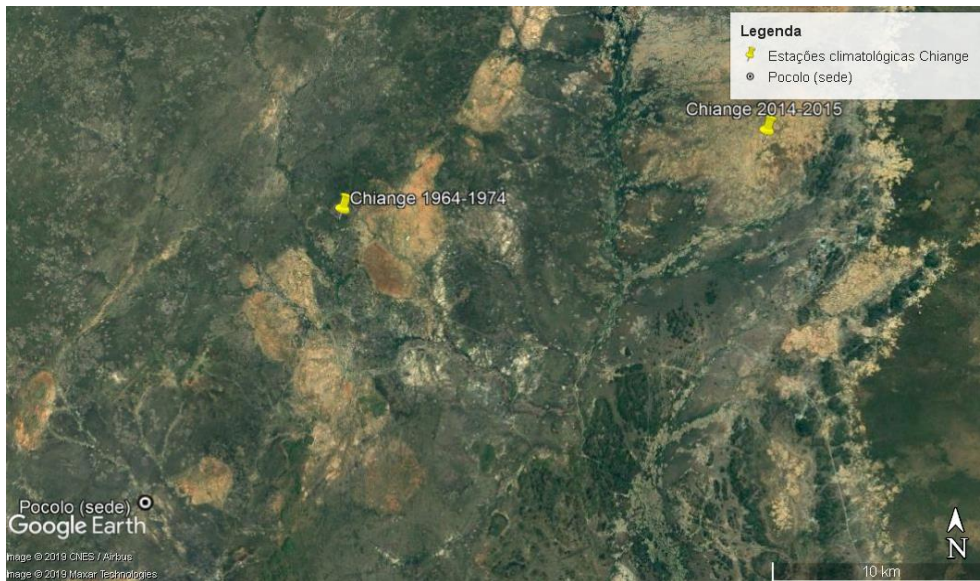 Legenda
Estações climatológicas Chiange
Pocolo (sede)
Chiange 2014-2015
Chiange 1964-1974
Pocolo (sede)
Google Earth
Image © 2019 CNES / Airbus
Image © 2019 Maxar Technologies
N
10 km